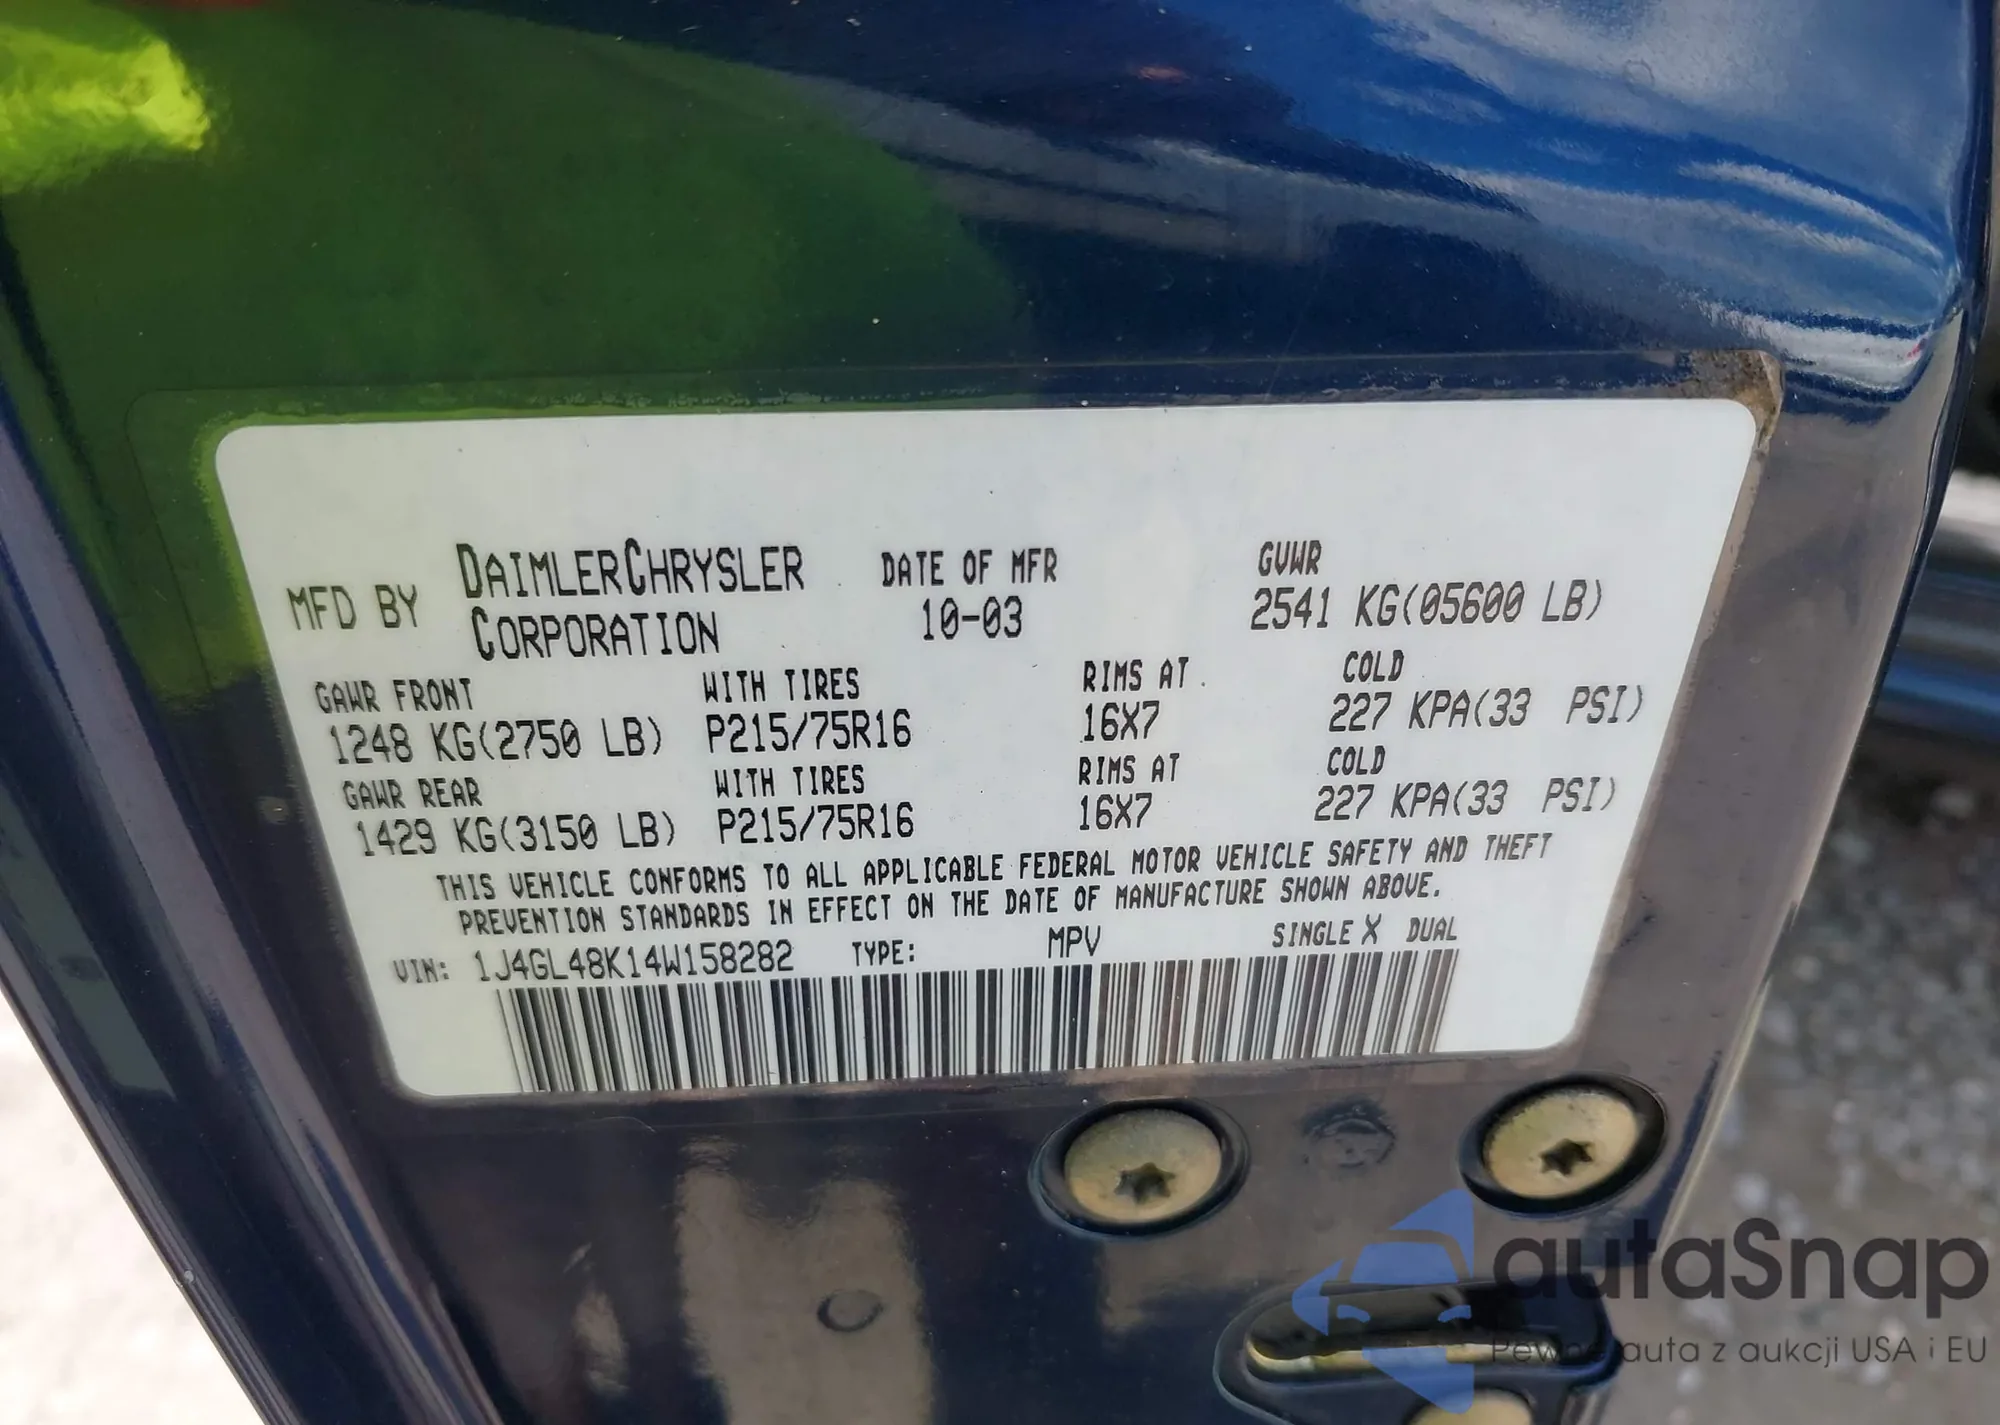 MFD BY DAIMLERCHRYSLER CORPORATION DATE OF MFR 10-03 GVWR 2541 KG(05600 LB)
GAWR FRONT WITH TIRES RIMS AT COLD
1248 KG(2750 LB) P215/75R16 16X7 227 KPA(33 PSI)
GAWR REAR WITH TIRES RIMS AT COLD
1429 KG(3150 LB) P215/75R16 16X7 227 KPA(33 PSI)
THIS VEHICLE CONFORMS TO ALL APPLICABLE FEDERAL MOTOR VEHICLE SAFETY AND THEFT
PREVENTION STANDARDS IN EFFECT ON THE DATE OF MANUFACTURE SHOWN ABOVE.
VIN: 1J4GL48K14W158282 TYPE: MPV SINGLE X DUAL
autaSnap
Pewne auta z aukcji USA i EU